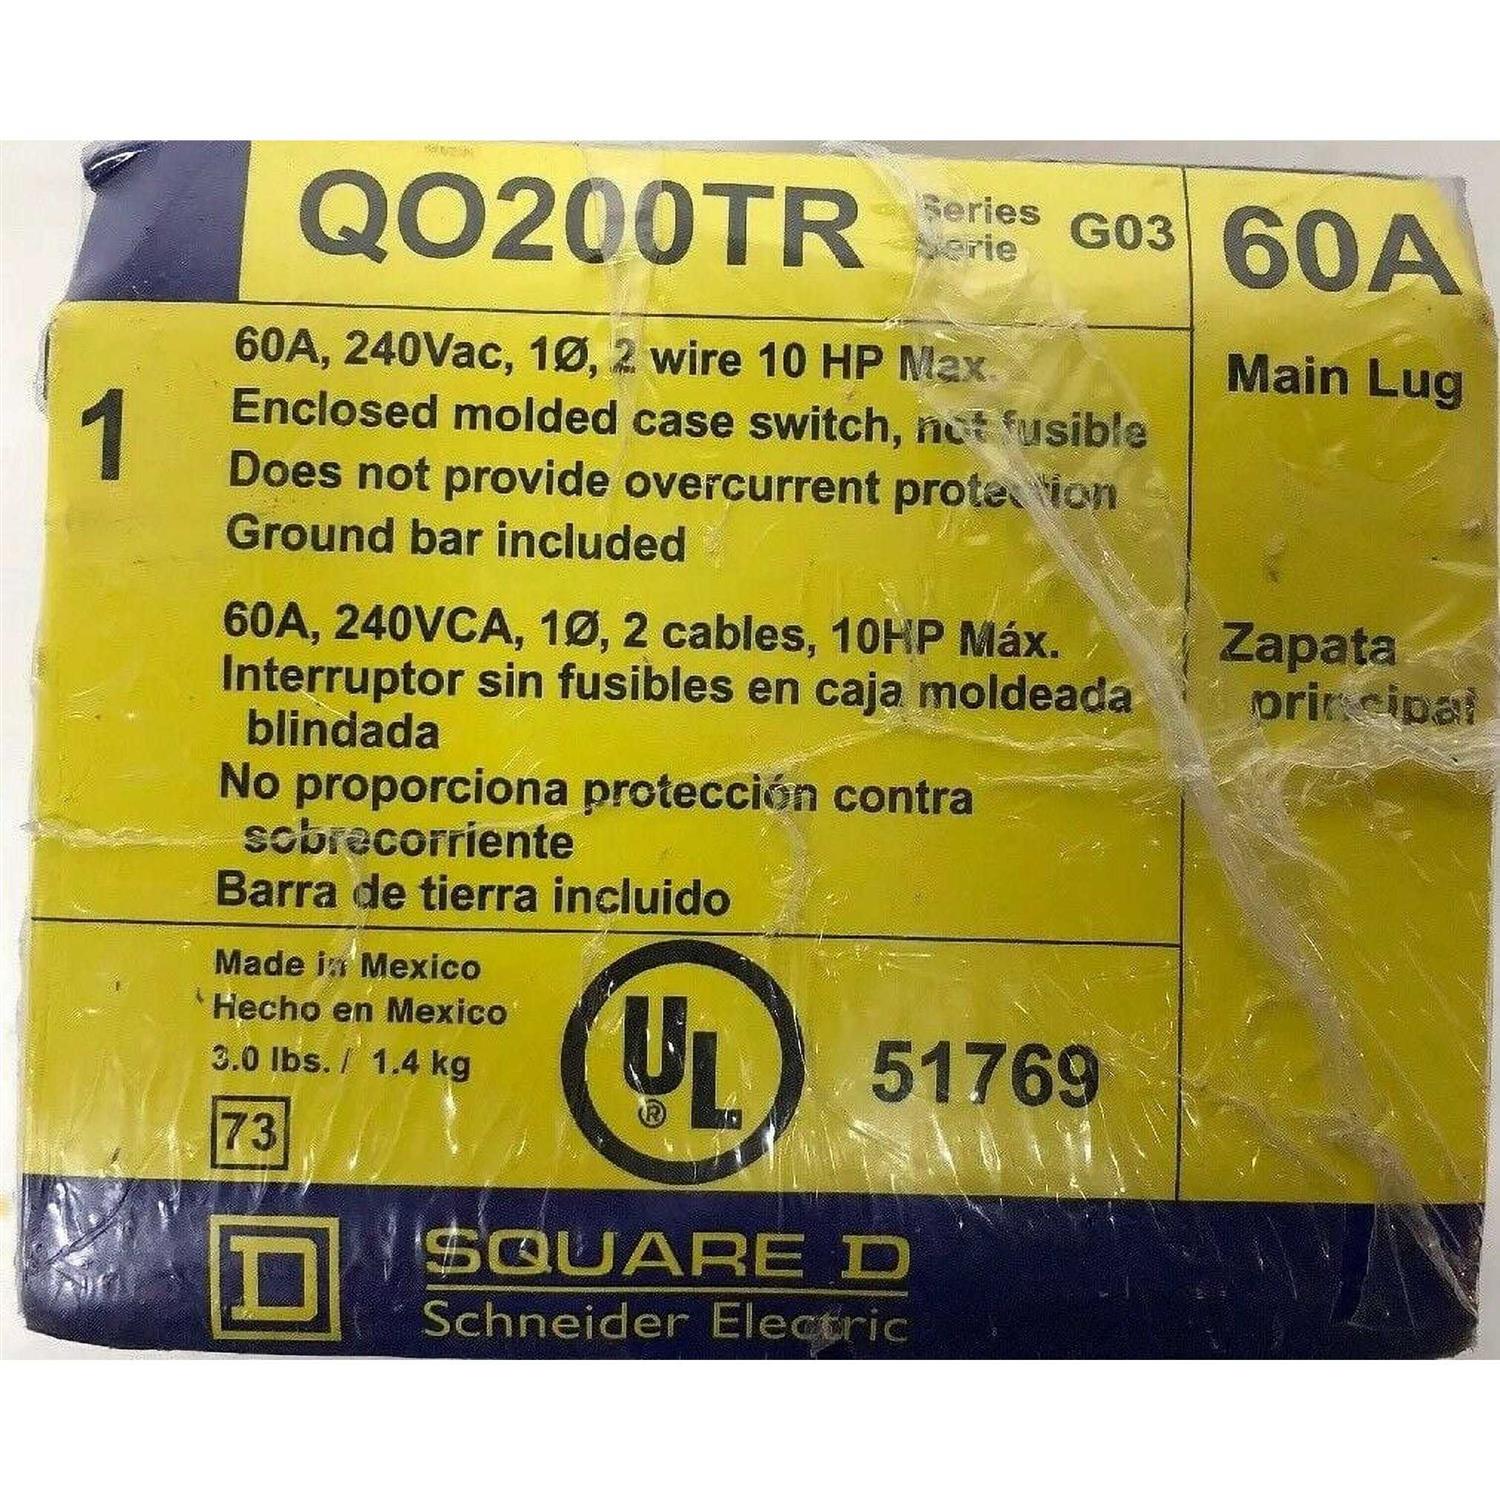 QO200TR Series G03 60A
Serie
60A, 240Vac, 1Ø, 2 wire 10 HP Max.
Enclosed molded case switch, not fusible
Does not provide overcurrent protection
Ground bar included
1
Main Lug
60A, 240VCA, 1Ø, 2 cables, 10HP Máx.
Interruptor sin fusibles en caja moldeada
blindada
No proporciona protección contra
sobrecorriente
Barra de tierra incluido
Zapata
principal
Made in Mexico
Hecho en Mexico
3.0 lbs. / 1.4 kg
73
UL
®
51769
D SQUARE D
Schneider Electric